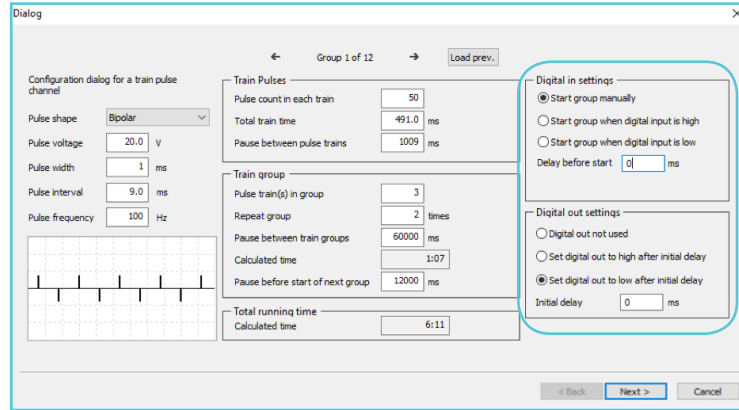 Dialog
← Group 1 of 12 → Load prev.
Configuration dialog for a train pulse
channel
Pulse shape Bipolar
Pulse voltage 20.0 V
Pulse width 1 ms
Pulse interval 9.0 ms
Pulse frequency 100 Hz
Train Pulses
Pulse count in each train 50
Total train time 491.0 ms
Pause between pulse trains 1009 ms
Train group
Pulse train(s) in group 3
Repeat group 2 times
Pause between train groups 60000 ms
Calculated time 1:07
Pause before start of next group 12000 ms
Total running time
Calculated time 6:11
Digital in settings
Start group manually
Start group when digital input is high
Start group when digital input is low
Delay before start 0 ms
Digital out settings
Digital out not used
Set digital out to high after initial delay
Set digital out to low after initial delay
Initial delay 0 ms
< Back Next > Cancel